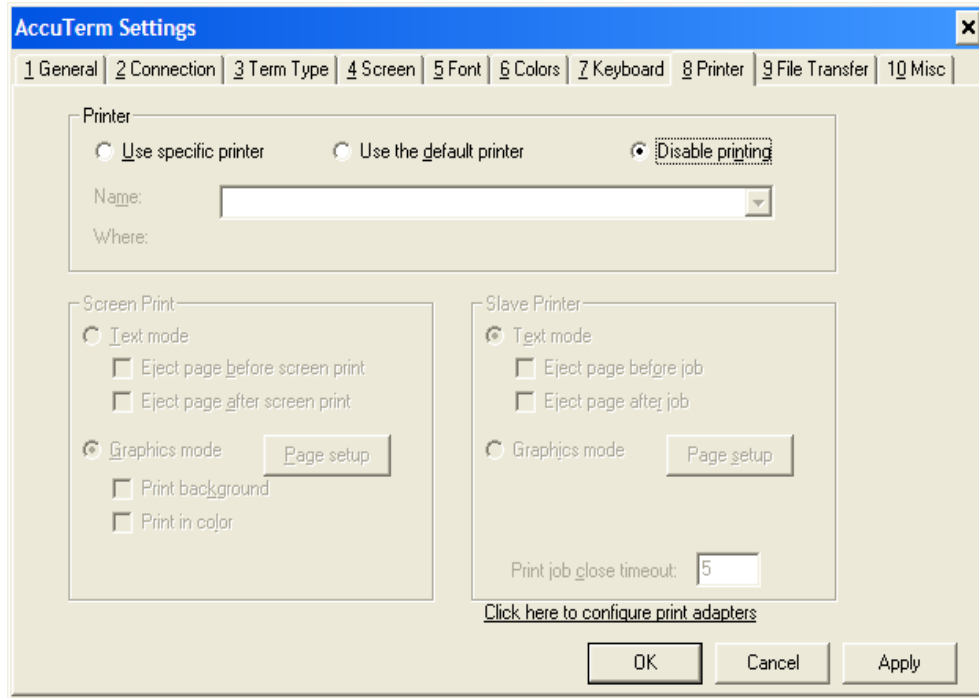 AccuTerm Settings
1 General 2 Connection 3 Term Type 4 Screen 5 Font 6 Colors 7 Keyboard 8 Printer 9 File Transfer 10 Misc
Printer
Use specific printer Use the default printer Disable printing
Name:
Where:
Screen Print
Text mode
Eject page before screen print
Eject page after screen print
Graphics mode Page setup
Print background
Print in color
Slave Printer
Text mode
Eject page before job
Eject page after job
Graphics mode Page setup
Print job close timeout: 5
Click here to configure print adapters
OK Cancel Apply